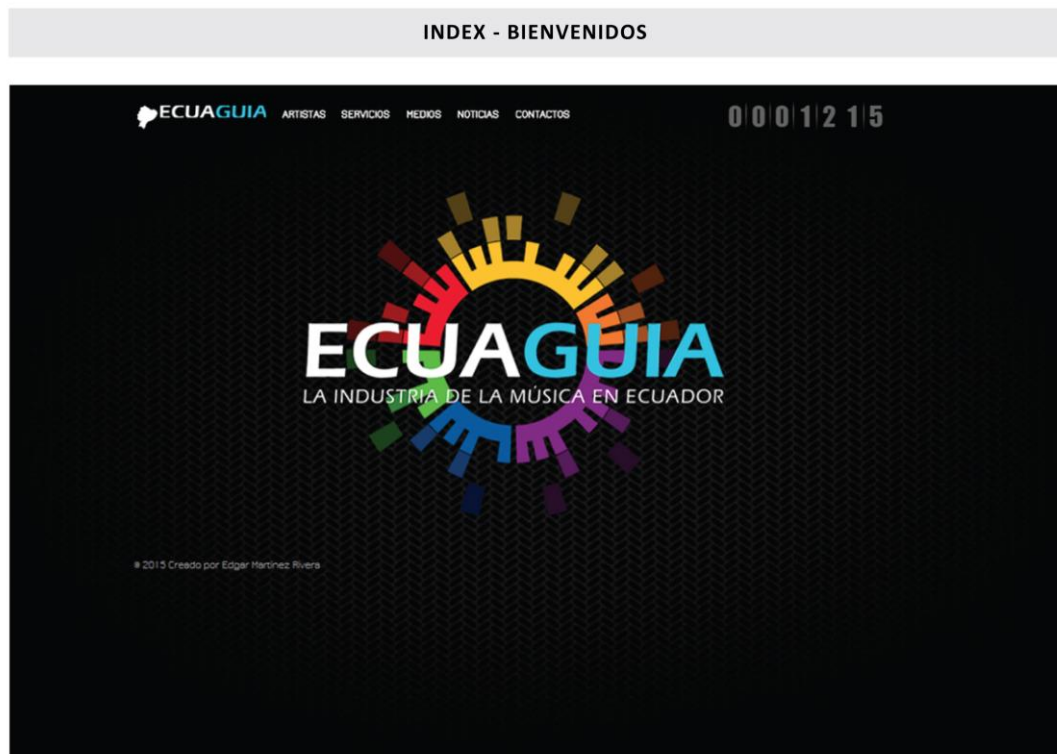 INDEX - BIENVENIDOS
ECUAGUIA ARTISTAS SERVICIOS MEDIOS NOTICIAS CONTACTOS 0001215
ECUAGUIA
LA INDUSTRIA DE LA MÚSICA EN ECUADOR
© 2015 Creado por Edgar Martínez Rivera